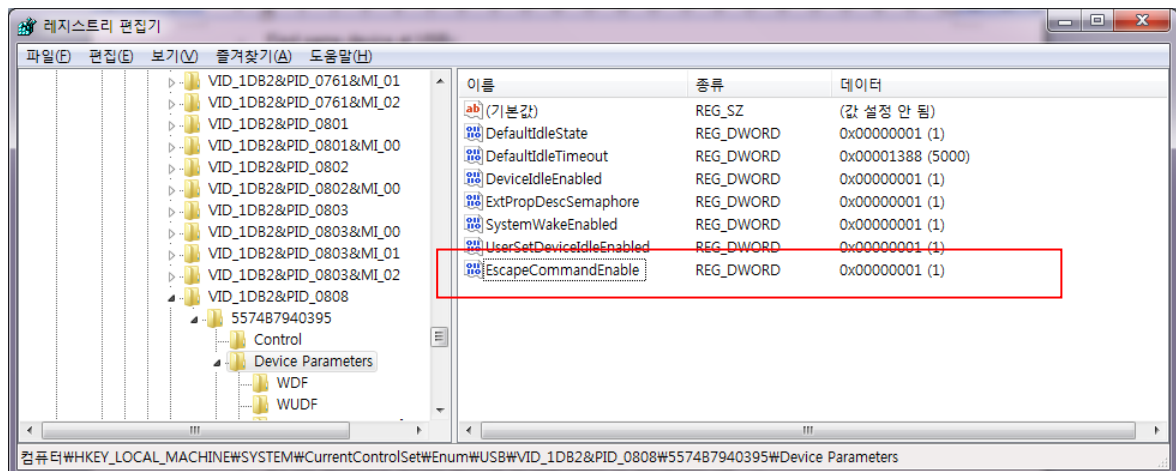 레지스트리 편집기
파일(F) 편집(E) 보기(V) 즐겨찾기(A) 도움말(H)
VID_1DB2&PID_0761&MI_01
VID_1DB2&PID_0761&MI_02
VID_1DB2&PID_0801
VID_1DB2&PID_0801&MI_00
VID_1DB2&PID_0802
VID_1DB2&PID_0802&MI_00
VID_1DB2&PID_0803
VID_1DB2&PID_0803&MI_00
VID_1DB2&PID_0803&MI_01
VID_1DB2&PID_0803&MI_02
VID_1DB2&PID_0808
5574B7940395
Control
Device Parameters
WDF
WUDF
이름 종류 데이터
(기본값) REG_SZ (값 설정 안 됨)
DefaultIdleState REG_DWORD 0x00000001 (1)
DefaultIdleTimeout REG_DWORD 0x00001388 (5000)
DeviceIdleEnabled REG_DWORD 0x00000001 (1)
ExtPropDescSemaphore REG_DWORD 0x00000001 (1)
SystemWakeEnabled REG_DWORD 0x00000001 (1)
UserSetDeviceIdleEnabled REG_DWORD 0x00000001 (1)
EscapeCommandEnable REG_DWORD 0x00000001 (1)
컴퓨터₩HKEY_LOCAL_MACHINE₩SYSTEM₩CurrentControlSet₩Enum₩USB₩VID_1DB2&PID_0808₩5574B7940395₩Device Parameters